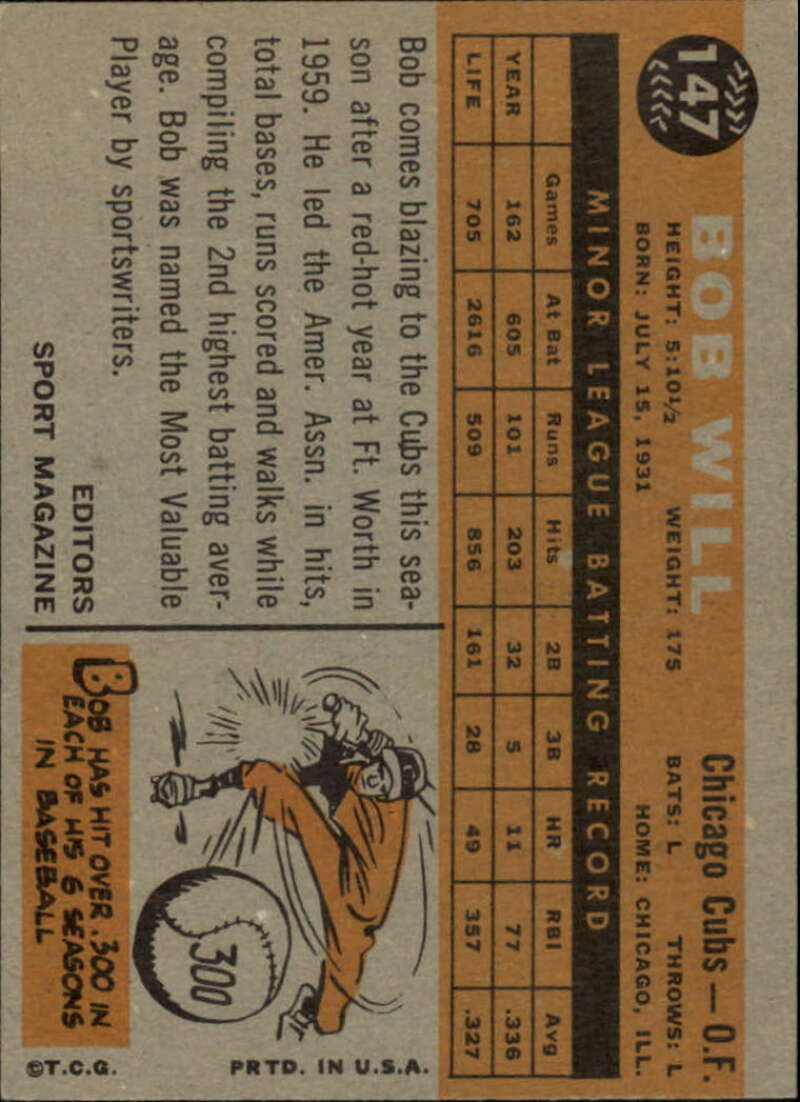 147
BOB WILL
Chicago Cubs — O.F.
HEIGHT: 5:10½ WEIGHT: 175 BATS: L THROWS: L
BORN: JULY 15, 1931 HOME: CHICAGO, ILL.
MINOR LEAGUE BATTING RECORD
Games At Bat Runs Hits 2B 3B HR RBI Avg
YEAR 162 605 101 203 32 5 11 77 .336
LIFE 705 2616 509 856 161 28 49 357 .327
Bob comes blazing to the Cubs this sea-
son after a red-hot year at Ft. Worth in
1959. He led the Amer. Assn. in hits,
total bases, runs scored and walks while
compiling the 2nd highest batting aver-
age. Bob was named the Most Valuable
Player by sportswriters.
EDITORS
SPORT MAGAZINE
.300
BOB HAS HIT OVER .300 IN
EACH OF HIS 6 SEASONS
IN BASEBALL
PRTD. IN U.S.A.
©T.C.G.